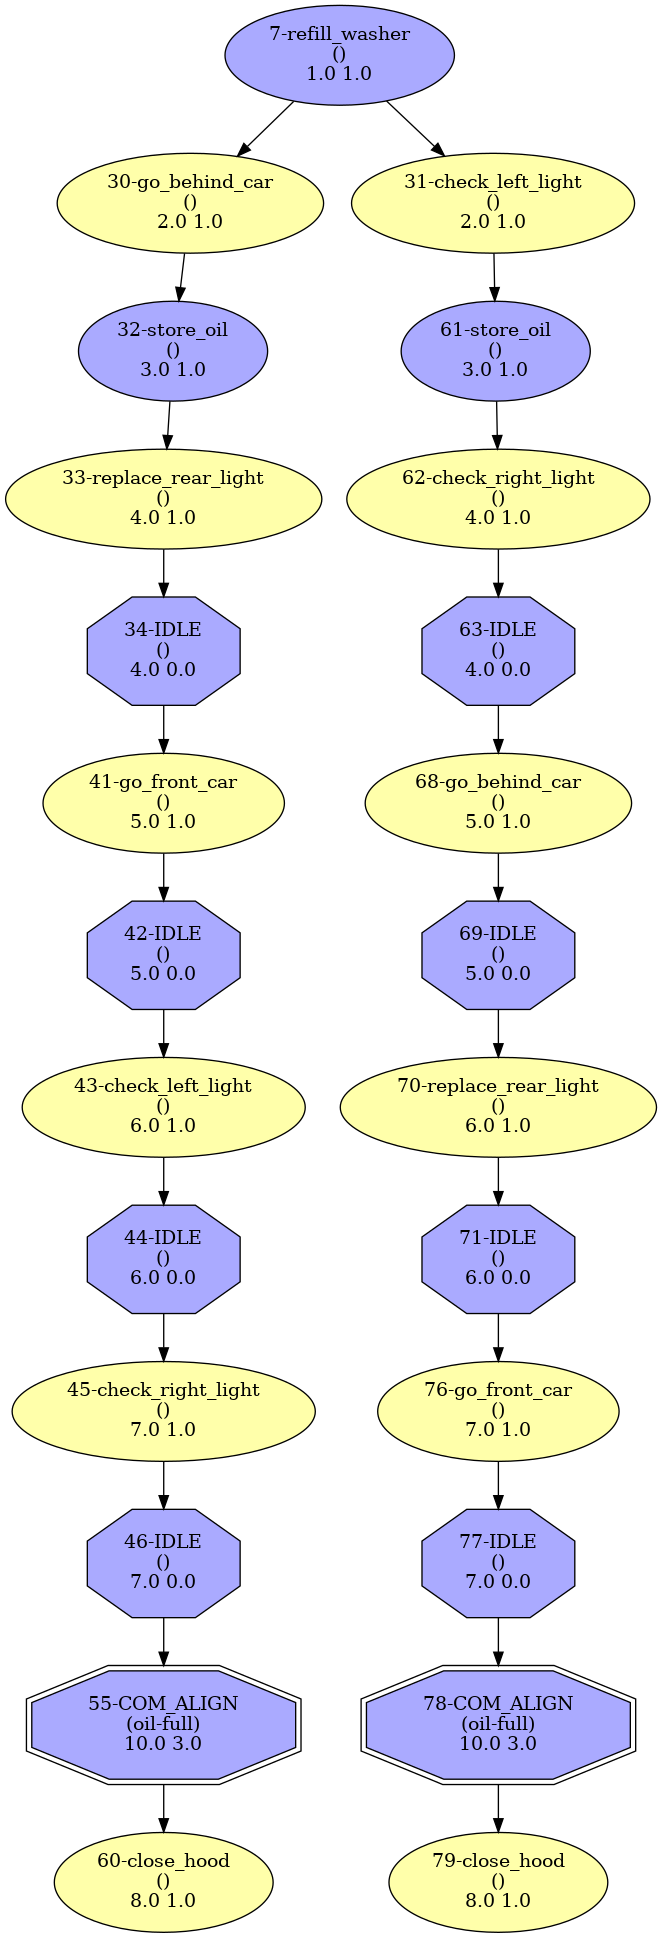 7-refill_washer
()
1.0 1.0
30-go_behind_car
()
2.0 1.0
31-check_left_light
()
2.0 1.0
32-store_oil
()
3.0 1.0
61-store_oil
()
3.0 1.0
33-replace_rear_light
()
4.0 1.0
62-check_right_light
()
4.0 1.0
34-IDLE
()
4.0 0.0
63-IDLE
()
4.0 0.0
41-go_front_car
()
5.0 1.0
68-go_behind_car
()
5.0 1.0
42-IDLE
()
5.0 0.0
69-IDLE
()
5.0 0.0
43-check_left_light
()
6.0 1.0
70-replace_rear_light
()
6.0 1.0
44-IDLE
()
6.0 0.0
71-IDLE
()
6.0 0.0
45-check_right_light
()
7.0 1.0
76-go_front_car
()
7.0 1.0
46-IDLE
()
7.0 0.0
77-IDLE
()
7.0 0.0
55-COM_ALIGN
(oil-full)
10.0 3.0
78-COM_ALIGN
(oil-full)
10.0 3.0
60-close_hood
()
8.0 1.0
79-close_hood
()
8.0 1.0